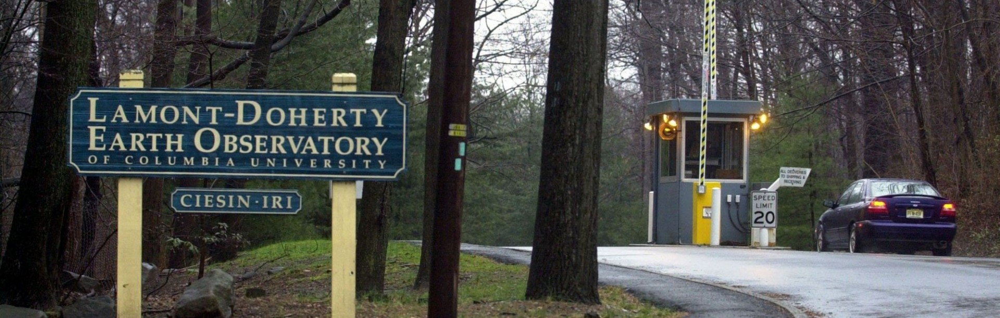 LAMONT-DOHERTY
EARTH OBSERVATORY
OF COLUMBIA UNIVERSITY
CIESIN·IRI
ALL DELIVERIES
TO SHIPPING &
RECEIVING
SPEED
LIMIT
20